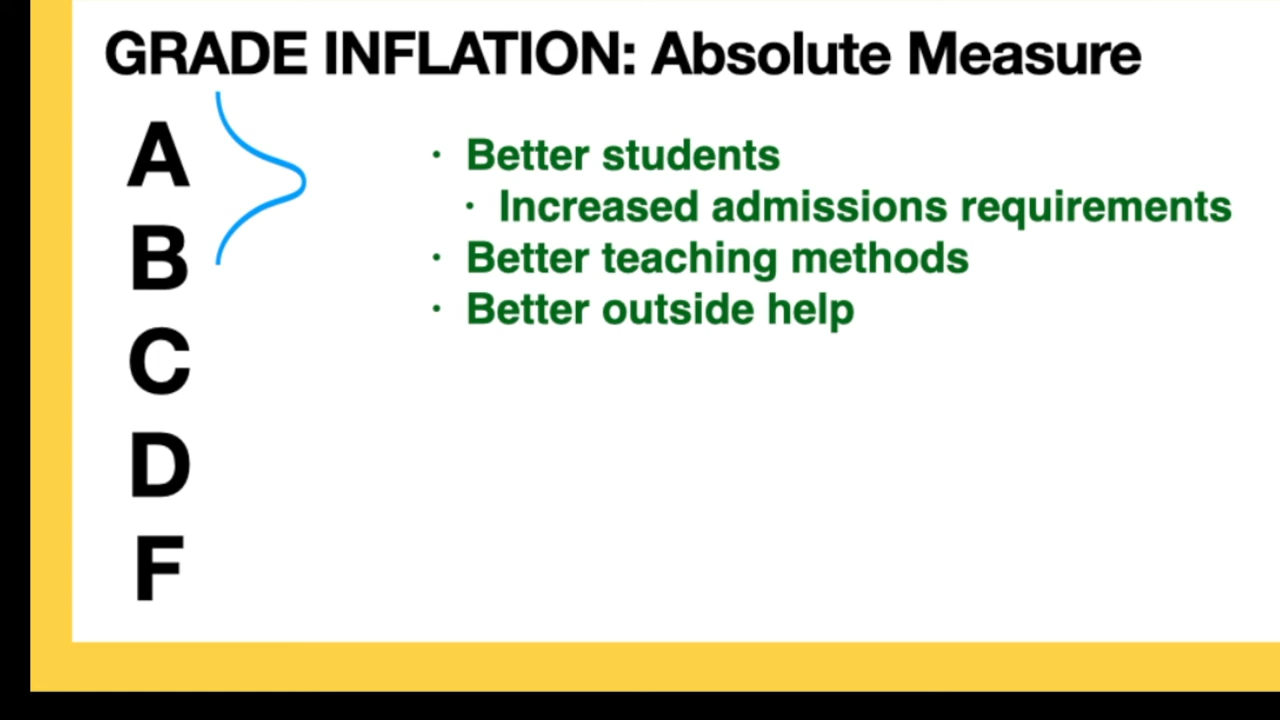 GRADE INFLATION: Absolute Measure
A
B
C
D
F
· Better students
· Increased admissions requirements
· Better teaching methods
· Better outside help